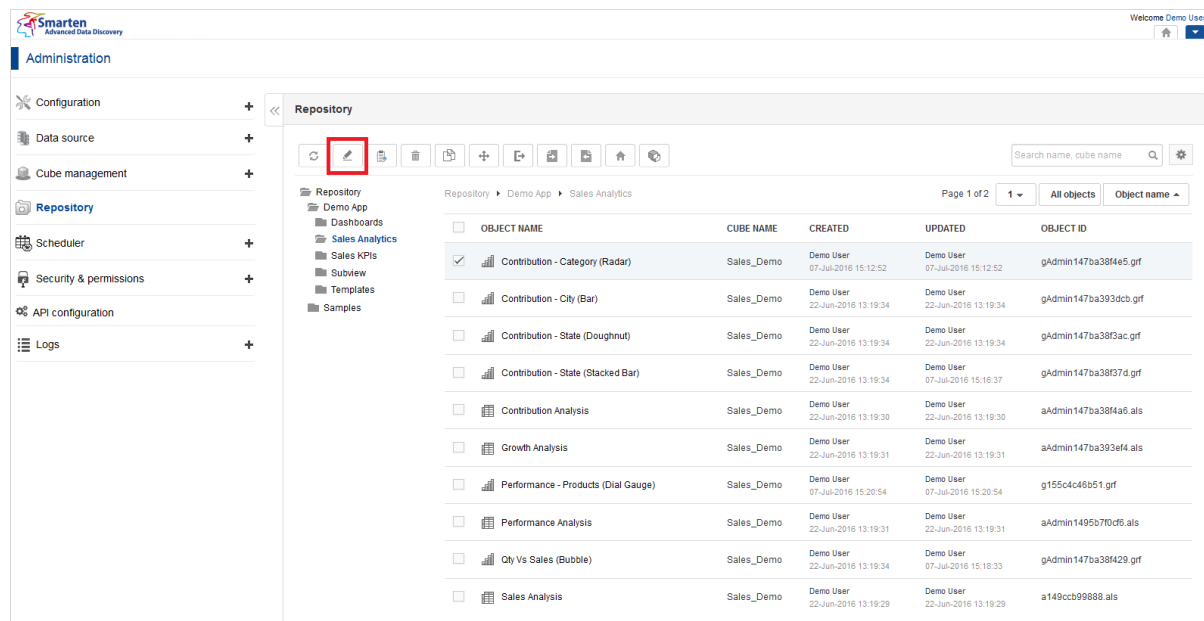 Smarten
Advanced Data Discovery
Welcome Demo User
Administration
Configuration
Data source
Cube management
Repository
Scheduler
Security & permissions
API configuration
Logs
Repository
Search name, cube name
Repository
Demo App
Dashboards
Sales Analytics
Sales KPIs
Subview
Templates
Samples
Repository Demo App Sales Analytics
Page 1 of 2 1 All objects Object name
OBJECT NAME CUBE NAME CREATED UPDATED OBJECT ID
Contribution - Category (Radar) Sales_Demo Demo User 07-Jul-2016 15:12:52 Demo User 07-Jul-2016 15:12:52 gAdmin147ba38f4e5.grf
Contribution - City (Bar) Sales_Demo Demo User 22-Jun-2016 13:19:34 Demo User 22-Jun-2016 13:19:34 gAdmin147ba393dcb.grf
Contribution - State (Doughnut) Sales_Demo Demo User 22-Jun-2016 13:19:34 Demo User 22-Jun-2016 13:19:34 gAdmin147ba38f3ac.grf
Contribution - State (Stacked Bar) Sales_Demo Demo User 22-Jun-2016 13:19:34 Demo User 07-Jul-2016 15:16:37 gAdmin147ba38f37d.grf
Contribution Analysis Sales_Demo Demo User 22-Jun-2016 13:19:30 Demo User 22-Jun-2016 13:19:30 aAdmin147ba38f4a6.als
Growth Analysis Sales_Demo Demo User 22-Jun-2016 13:19:31 Demo User 22-Jun-2016 13:19:31 aAdmin147ba393ef4.als
Performance - Products (Dial Gauge) Sales_Demo Demo User 07-Jul-2016 15:20:54 Demo User 07-Jul-2016 15:20:54 g155c4c46b51.grf
Performance Analysis Sales_Demo Demo User 22-Jun-2016 13:19:31 Demo User 22-Jun-2016 13:19:31 aAdmin1495b7f0cf6.als
Qty Vs Sales (Bubble) Sales_Demo Demo User 22-Jun-2016 13:19:34 Demo User 07-Jul-2016 15:18:33 gAdmin147ba38f429.grf
Sales Analysis Sales_Demo Demo User 22-Jun-2016 13:19:29 Demo User 22-Jun-2016 13:19:29 a149ccb99888.als